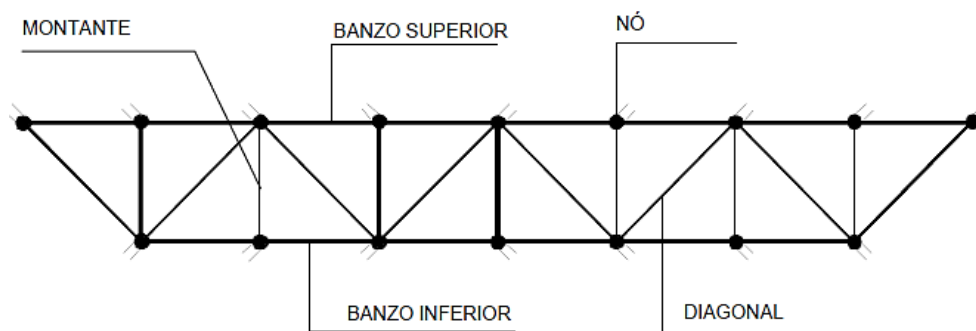 MONTANTE
BANZO SUPERIOR
NÓ
BANZO INFERIOR
DIAGONAL